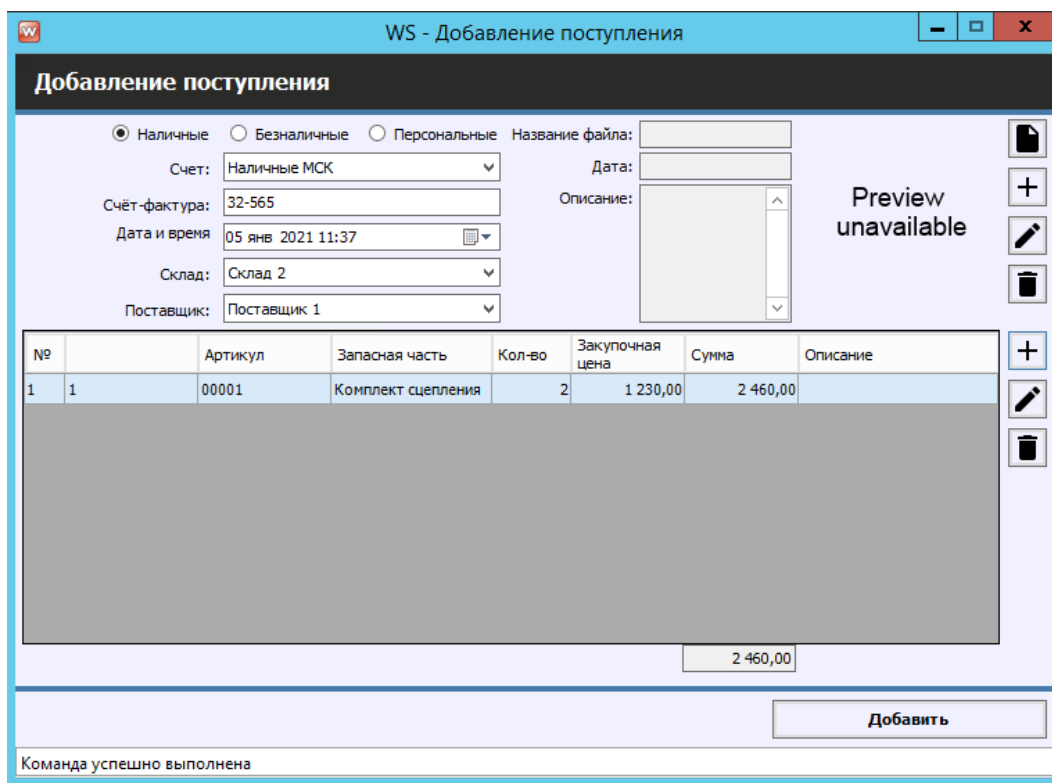 WS - Добавление поступления
Добавление поступления
Наличные Безналичные Персональные Название файла:
Счет: Наличные МСК Дата:
Счёт-фактура: 32-565 Описание:
Preview
unavailable
Дата и время 05 янв 2021 11:37
Склад: Склад 2
Поставщик: Поставщик 1
№ Артикул Запасная часть Кол-во Закупочная цена Сумма Описание
1 1 00001 Комплект сцепления 2 1 230,00 2 460,00
2 460,00
Добавить
Команда успешно выполнена